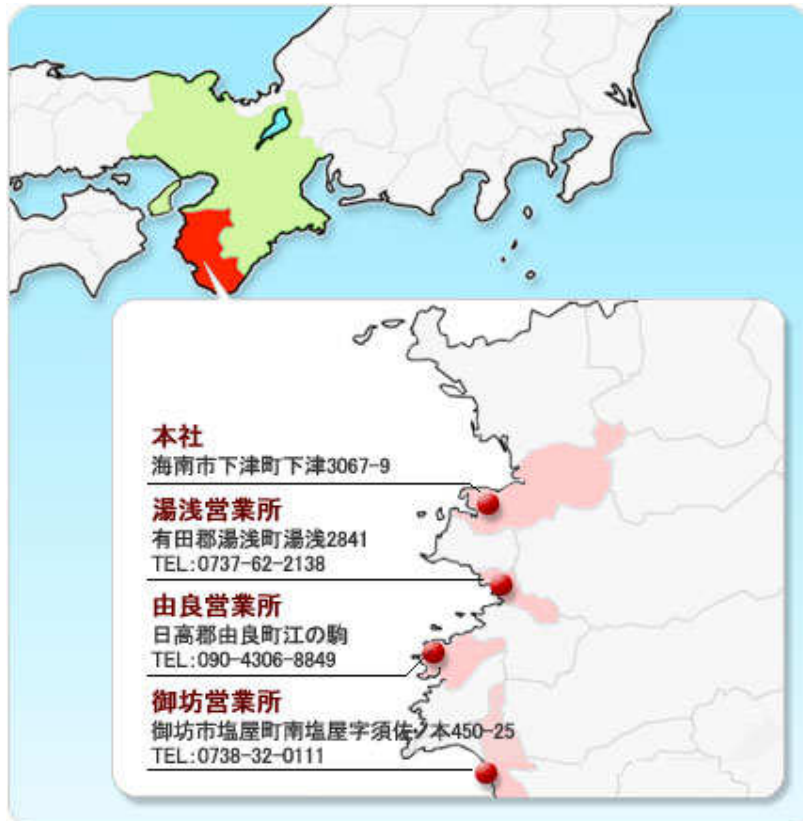 本社
海南市下津町下津3067-9
湯浅営業所
有田郡湯浅町湯浅2841
TEL:0737-62-2138
由良営業所
日高郡由良町江の駒
TEL:090-4306-8849
御坊営業所
御坊市塩屋町南塩屋字須佐ノ本450-25
TEL:0738-32-0111